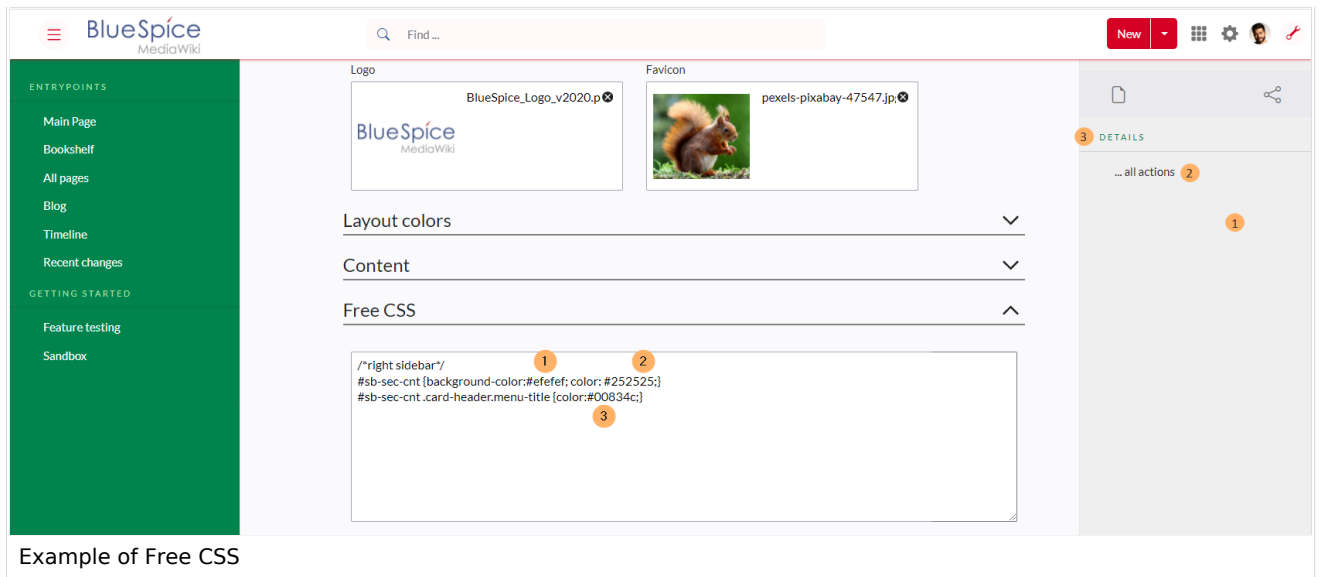 BlueSpice
MediaWiki
Find ...
New
ENTRYPOINTS
Main Page
Bookshelf
All pages
Blog
Timeline
Recent changes
GETTING STARTED
Feature testing
Sandbox
Logo
Favicon
BlueSpice_Logo_v2020.p
BlueSpice
MediaWiki
pexels-pixabay-47547.jp
Layout colors
Content
Free CSS
1
2
/*right sidebar*/
#sb-sec-cnt {background-color:#efefef; color: #252525;}
#sb-sec-cnt .card-header.menu-title {color:#00834c;}
3
3 DETAILS
... all actions 2
1
Example of Free CSS